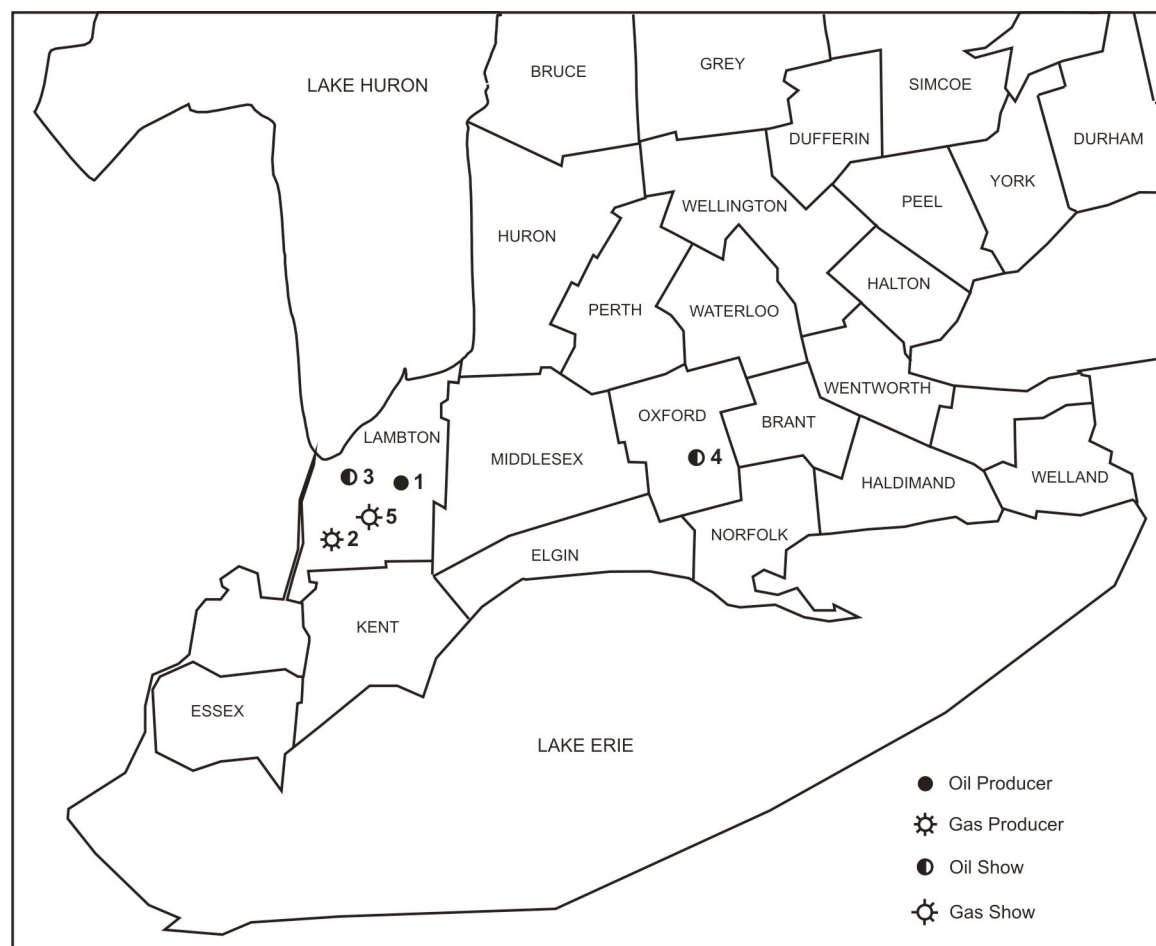 LAKE HURON
BRUCE
GREY
SIMCOE
DUFFERIN
DURHAM
YORK
PEEL
WELLINGTON
HURON
HALTON
PERTH
WATERLOO
WENTWORTH
OXFORD
BRANT
LAMBTON
MIDDLESEX
4
3
1
WELLAND
HALDIMAND
5
2
NORFOLK
ELGIN
KENT
ESSEX
LAKE ERIE
Oil Producer
Gas Producer
Oil Show
Gas Show